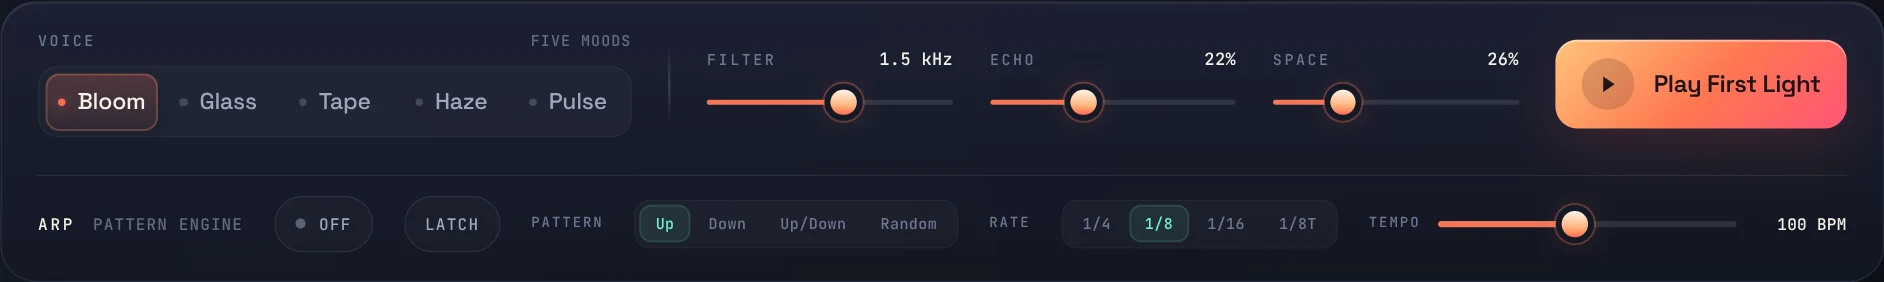 VOICE FIVE MOODS
Bloom Glass Tape Haze Pulse
FILTER 1.5 kHz ECHO 22% SPACE 26%
Play First Light
ARP PATTERN ENGINE OFF LATCH PATTERN Up Down Up/Down Random RATE 1/4 1/8 1/16 1/8T TEMPO 100 BPM